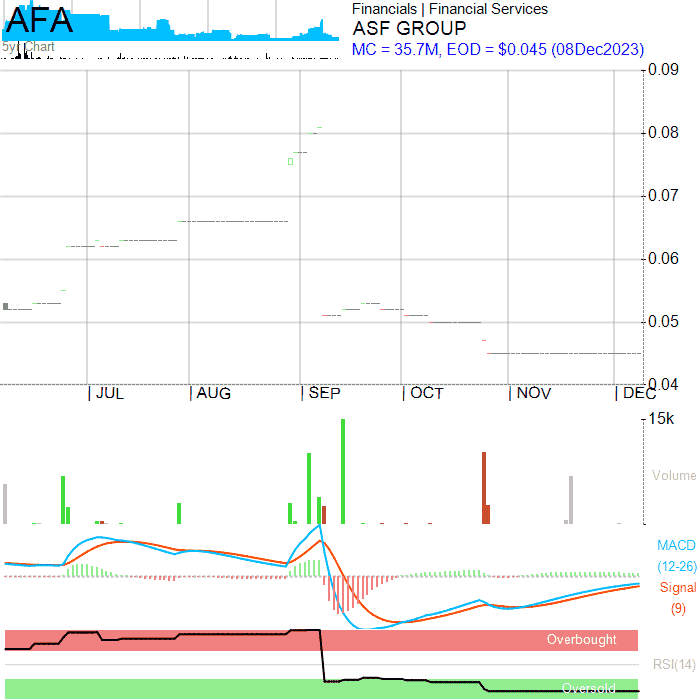 AFA
5yr Chart
Financials | Financial Services
ASF GROUP
MC = 35.7M, EOD = $0.045 (08Dec2023)
0.09
0.08
0.07
0.06
0.05
0.04
JUL AUG SEP OCT NOV DEC
15k
Volume
MACD
(12-26)
Signal
(9)
Overbought
RSI(14)
Oversold